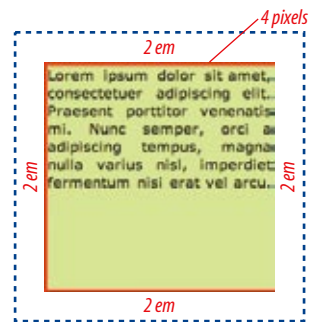 4 pixels
2 em
Lorem ipsum dolor sit amet,
consectetuer adipiscing elit.
Praesent porttitor venenatis
mi. Nunc semper, orci a
adipiscing tempus, magna
nulla varius nisl, imperdiet
fermentum nisi erat vel arcu.
2 em
2 em
2 em